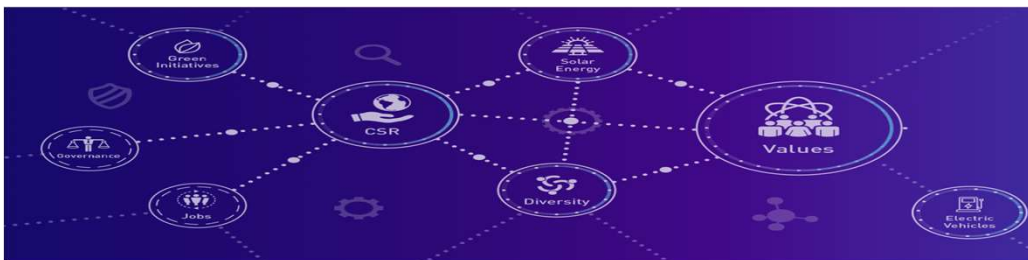 Green
Initiatives
Solar
Energy
CSR
Values
Governance
Jobs
Diversity
Electric
Vehicles